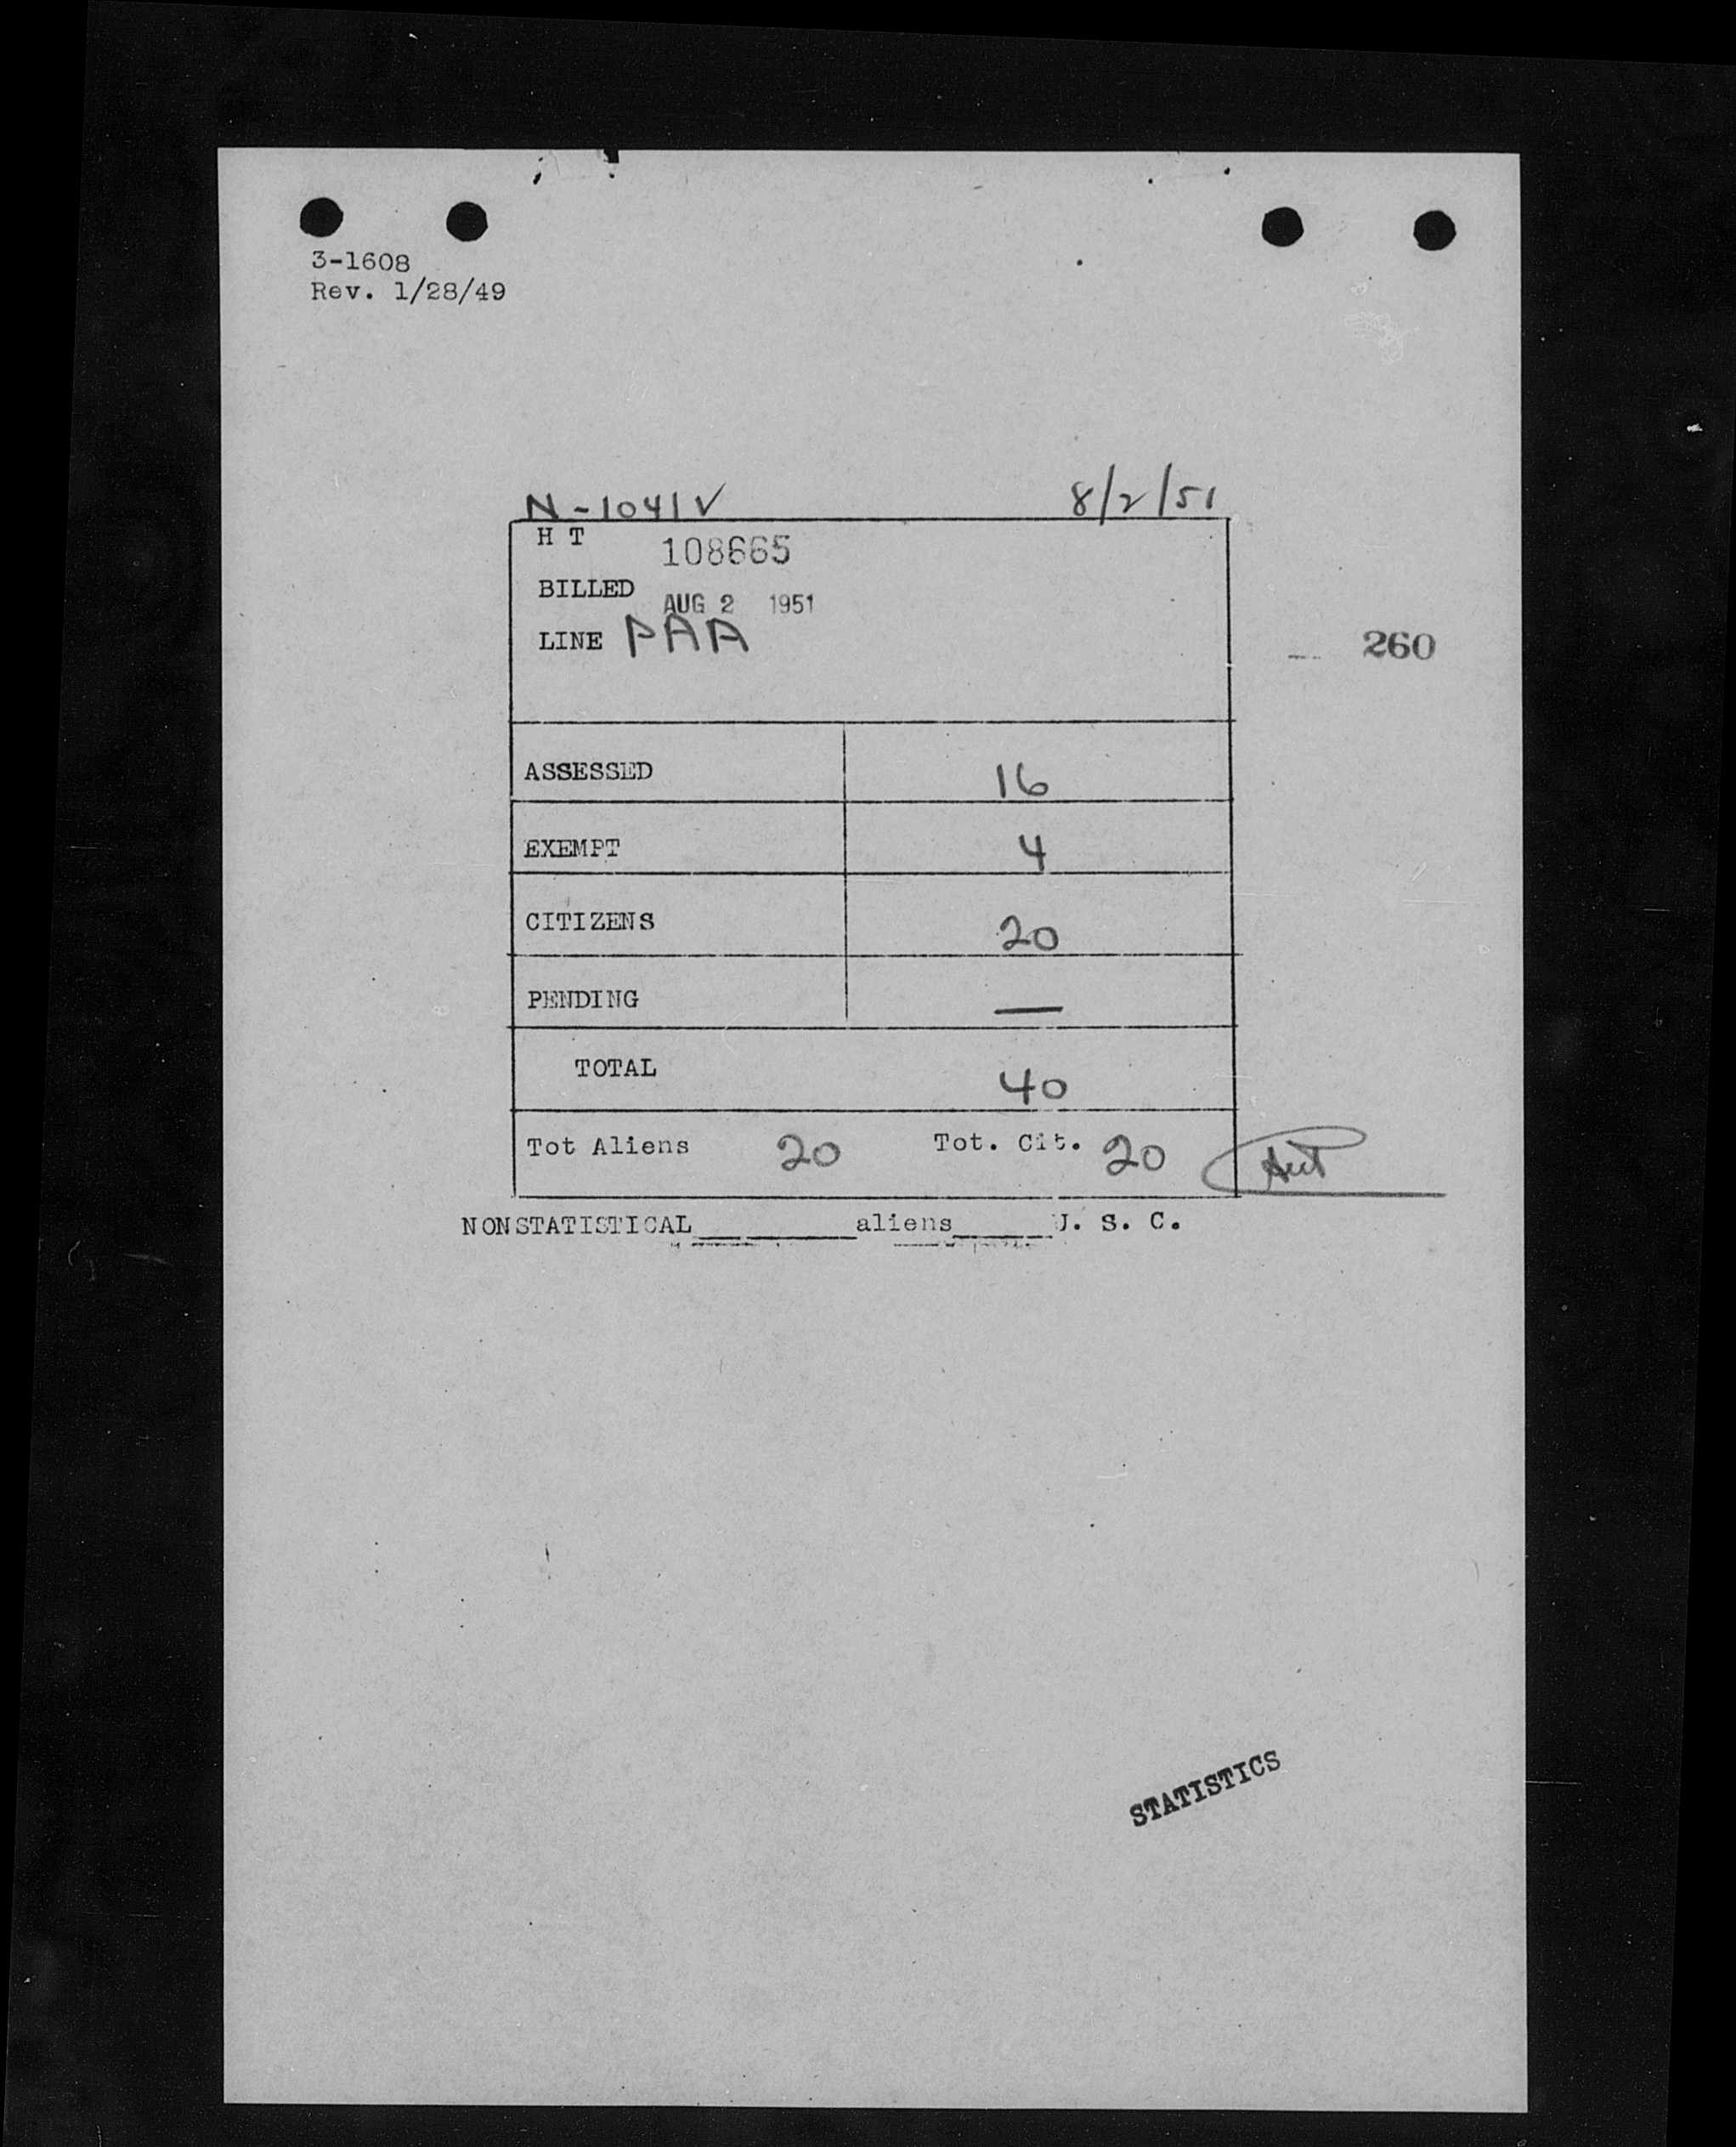 3-1608
Rev. 1/28/49
N-1041V 8/2/51
H T 108665
BILLED AUG 2 1951
LINE PAA
260
ASSESSED 16
EXEMPT 4
CITIZENS 20
PENDING —
TOTAL 40
Tot Aliens 20 Tot. Cit. 20
NONSTATISTICAL aliens U. S. C.
STATISTICS